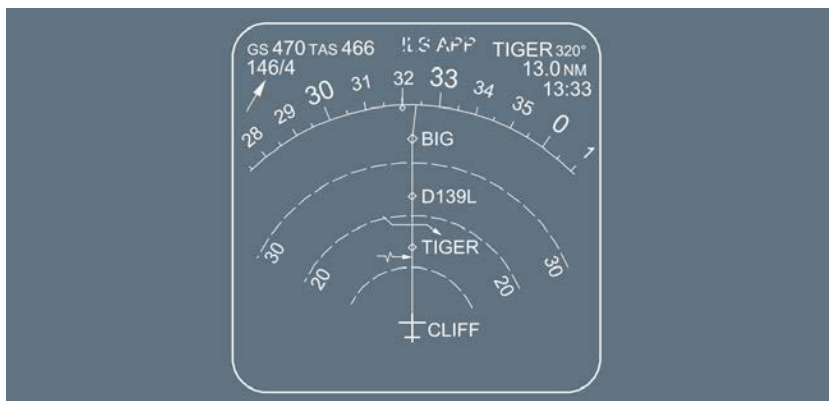 GS 470 TAS 466
146/4
ILS APP
TIGER 320°
13.0 NM
13:33
28 29 30 31 32 33 34 35 0 1
BIG
D139L
TIGER
30 20 20 30
CLIFF